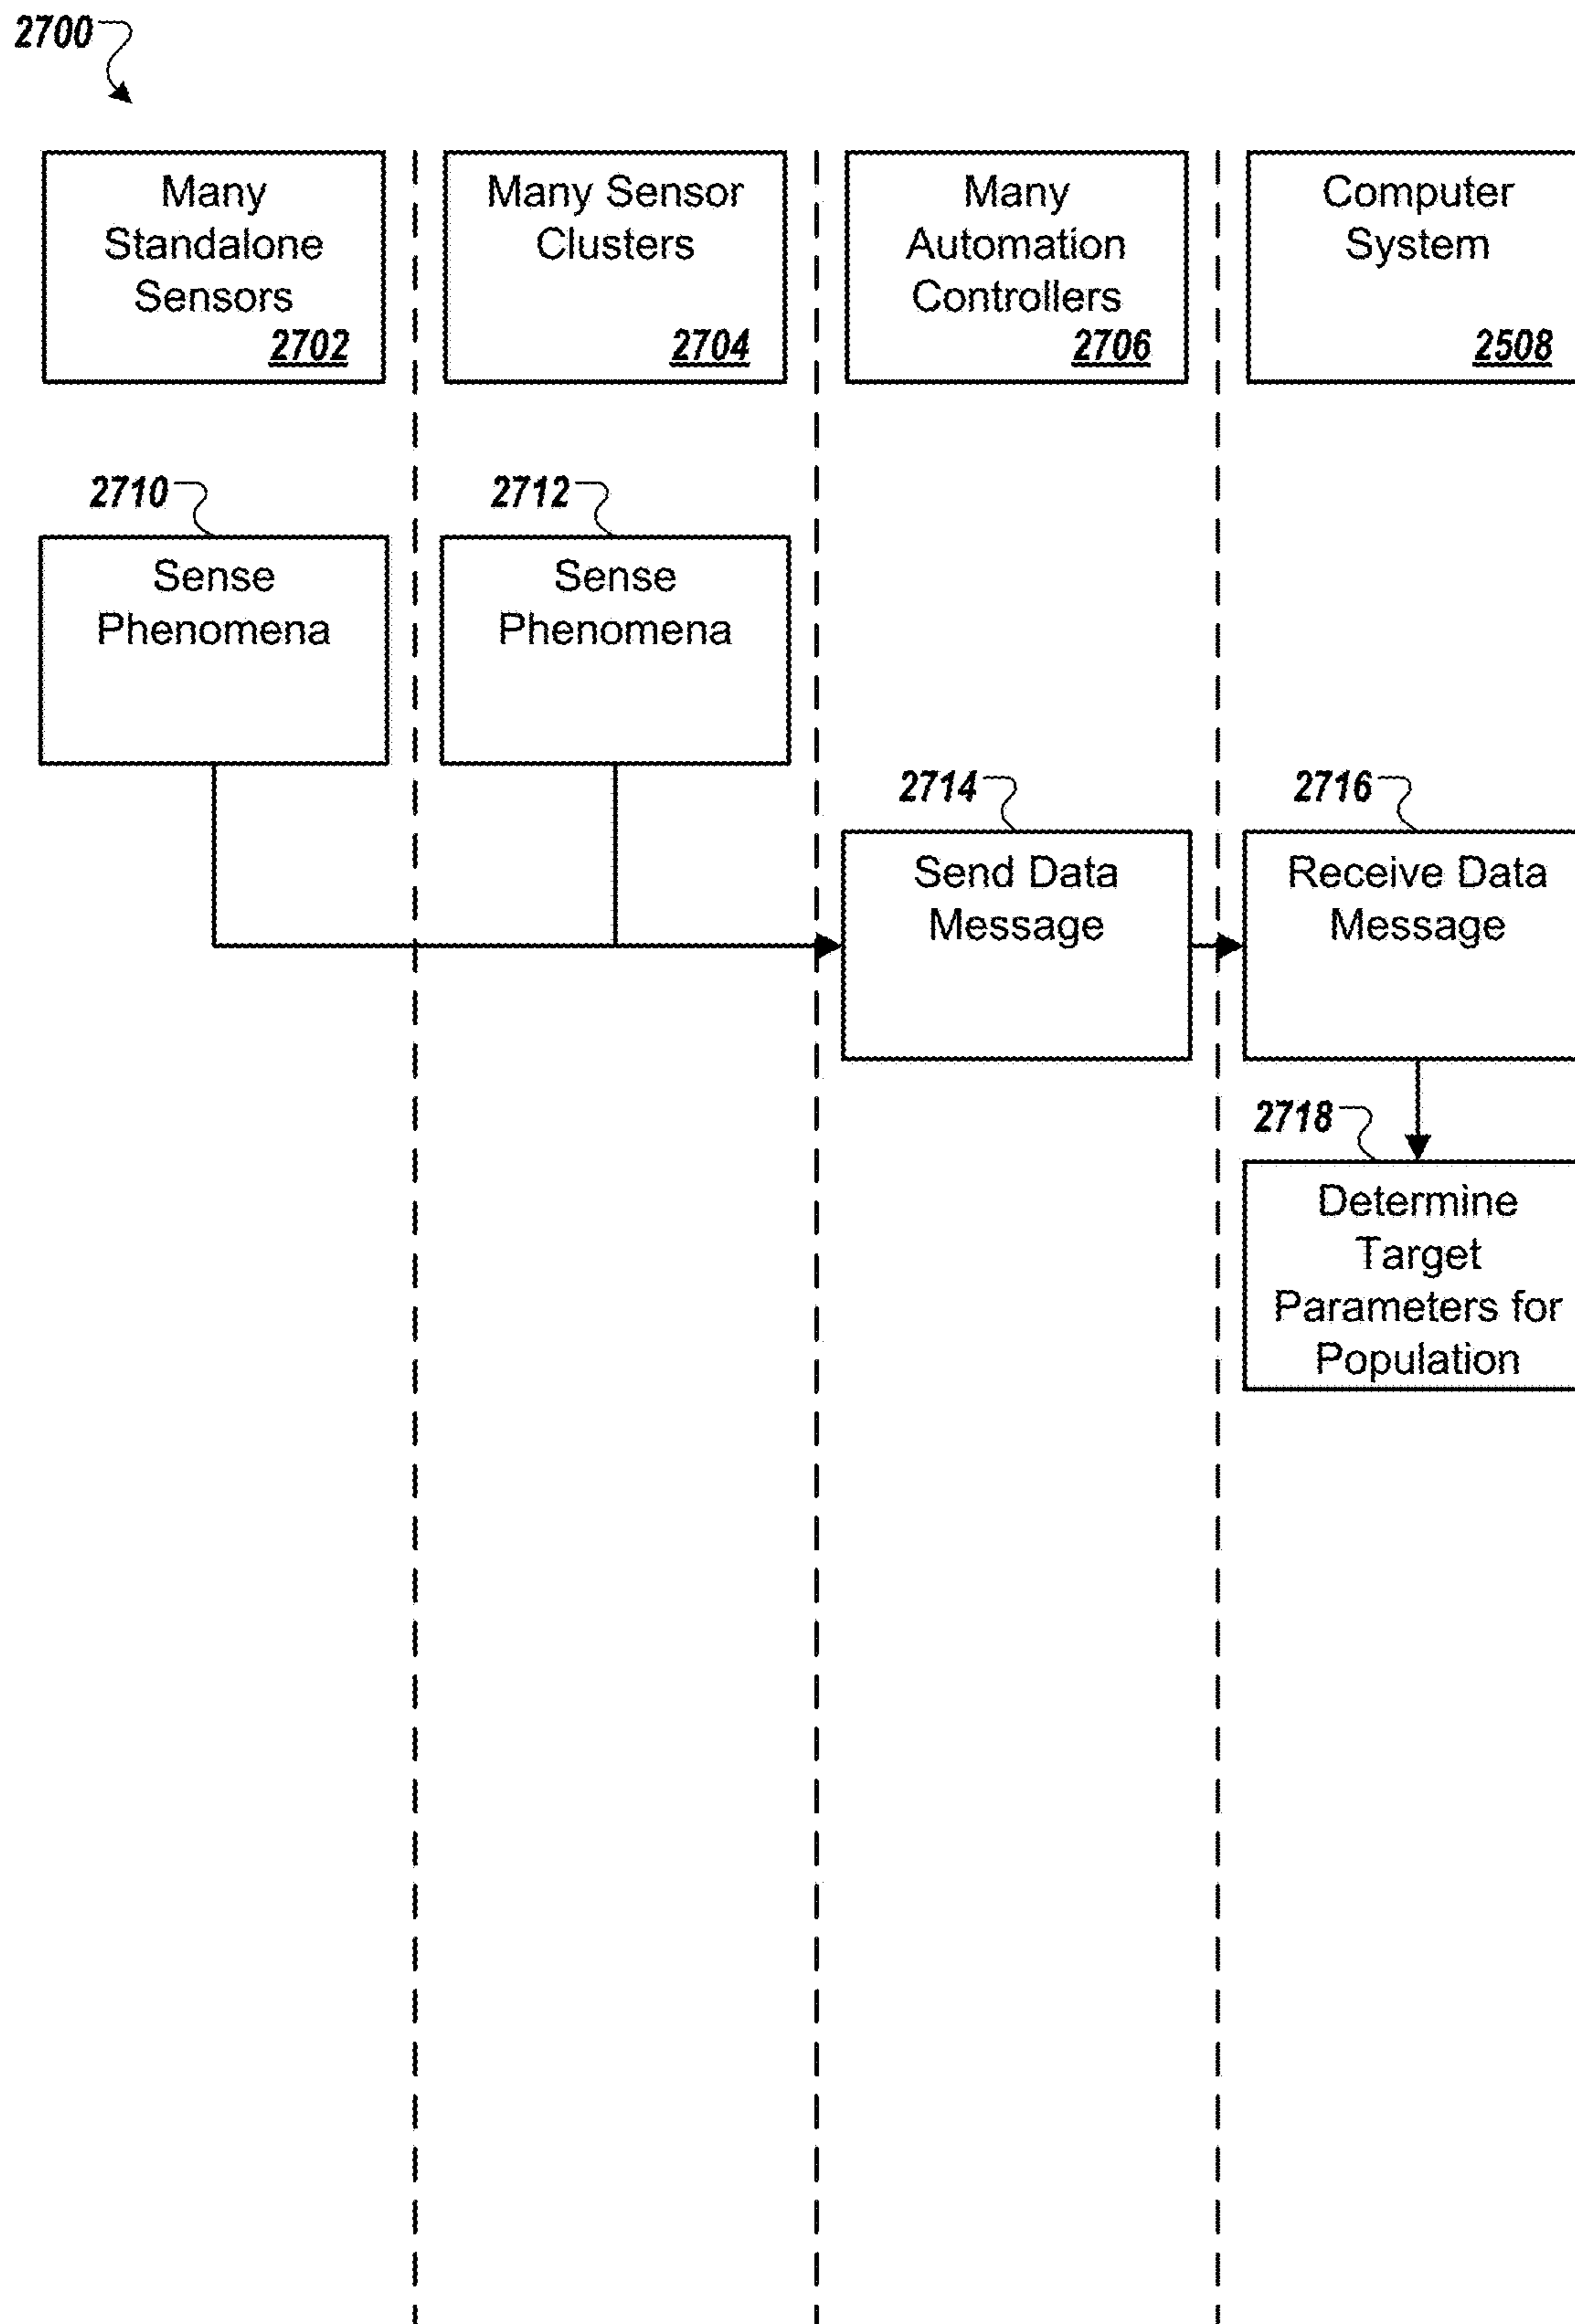 2700
Many
Standalone
Sensors
2702
Many Sensor
Clusters
2704
Many
Automation
Controllers
2706
Computer
System
2508
2710
Sense
Phenomena
2712
Sense
Phenomena
2714
Send Data
Message
2716
Receive Data
Message
2718
Determine
Target
Parameters for
Population